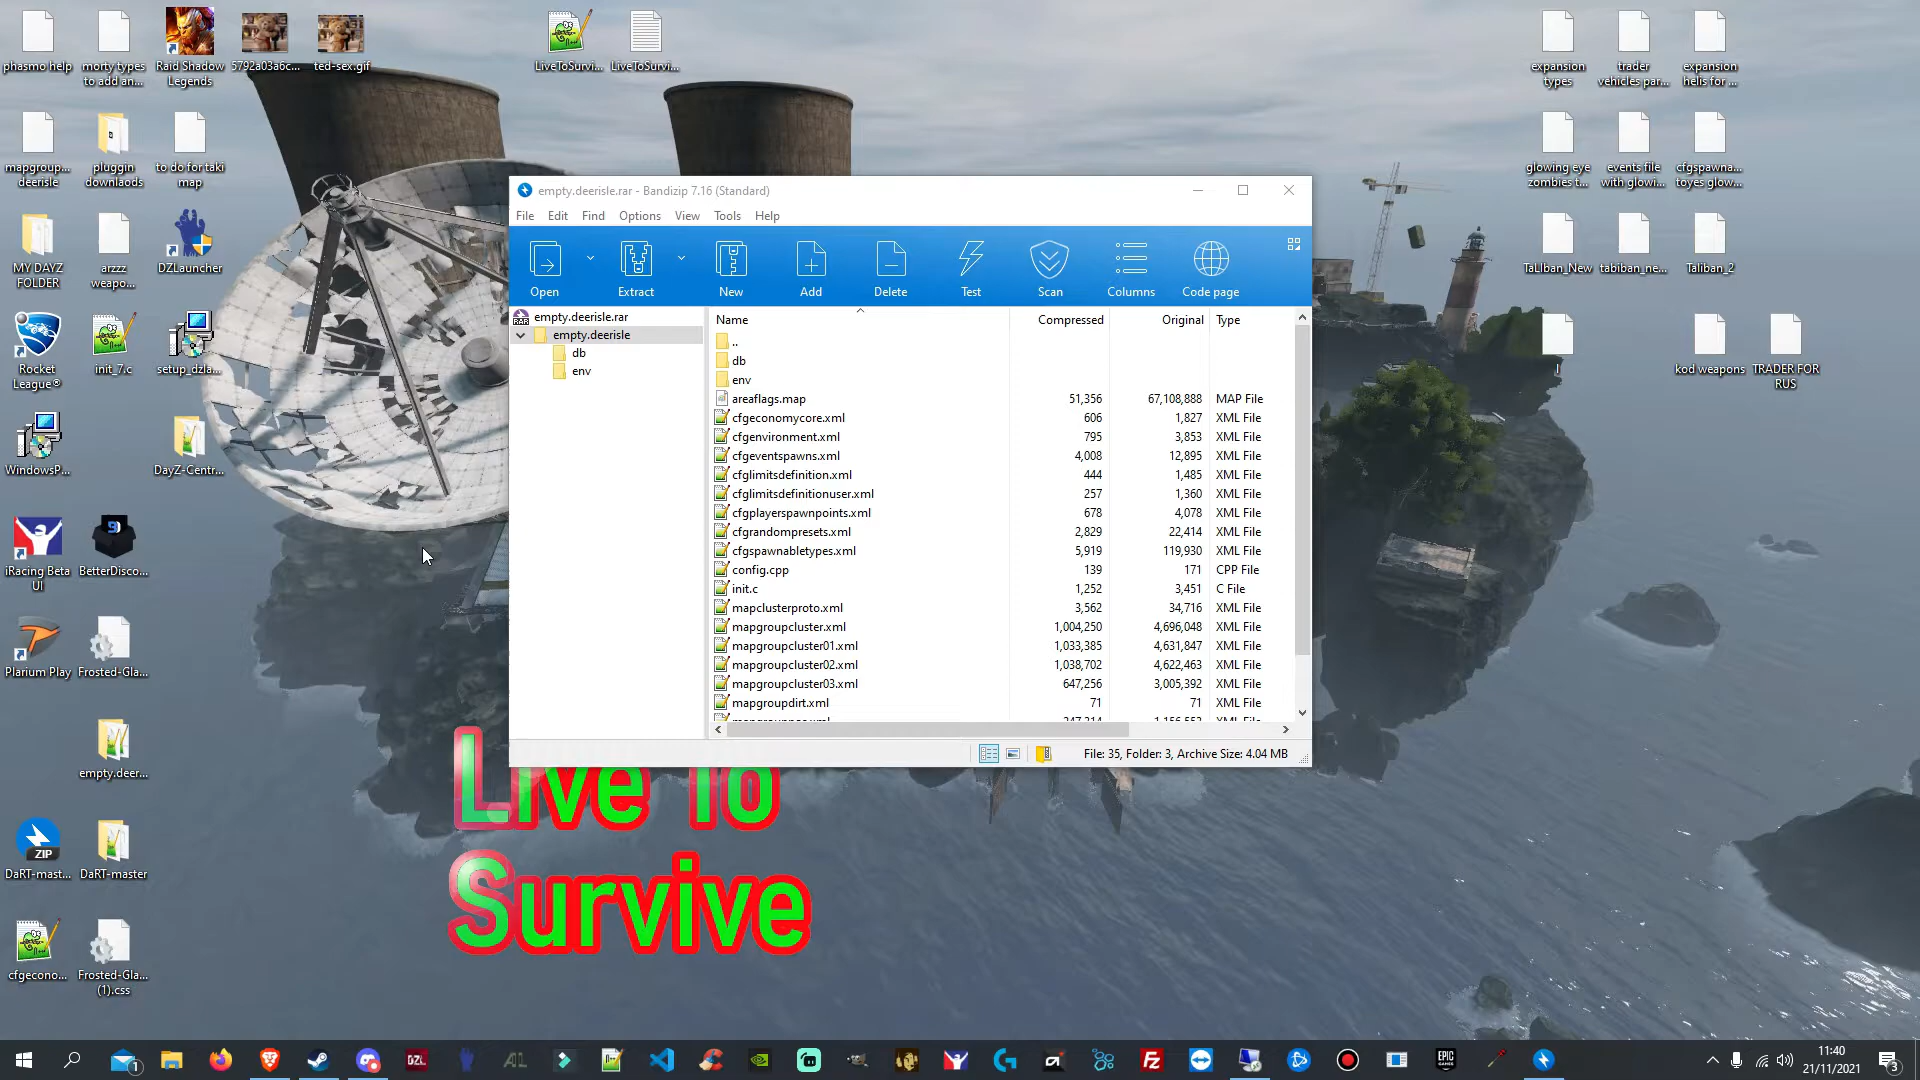 phasmo help
morty types
to add an...
Raid Shadow
Legends
5792a03a6c...
ted-sex.gif
LiveToSurvi...
LiveToSurvi...
expansion
types
trader
vehicles par...
expansion
helis for ...
mapgroup...
deerisle
pluggin
downlaods
to do for taki
map
glowing eye
zombies t...
events file
with glowi...
cfgspawna...
toyes glow...
MY DAYZ
FOLDER
arzzz
weapo...
DZLauncher
TaLIban_New
tabiban_ne...
Taliban_2
Rocket
League®
init_7.c
setup_dzla...
l
kod weapons
TRADER FOR
RUS
WindowsP...
DayZ-Centr...
iRacing Beta
UI
BetterDisco...
Plarium Play
Frosted-Gla...
empty.deer...
ZIP
DaRT-mast...
DaRT-master
cfgecono...
Frosted-Gla...
(1).css
empty.deerisle.rar - Bandizip 7.16 (Standard)
File Edit Find Options View Tools Help
Open Extract New Add Delete Test Scan Columns Code page
RAR
empty.deerisle.rar
empty.deerisle
db
env
Name Compressed Original Type
..
db
env
areaflags.map 51,356 67,108,888 MAP File
cfgeconomycore.xml 606 1,827 XML File
cfgenvironment.xml 795 3,853 XML File
cfgeventspawns.xml 4,008 12,895 XML File
cfglimitsdefinition.xml 444 1,485 XML File
cfglimitsdefinitionuser.xml 257 1,360 XML File
cfgplayerspawnpoints.xml 678 4,078 XML File
cfgrandompresets.xml 2,829 22,414 XML File
cfgspawnabletypes.xml 5,919 119,930 XML File
config.cpp 139 171 CPP File
init.c 1,252 3,451 C File
mapclusterproto.xml 3,562 34,716 XML File
mapgroupcluster.xml 1,004,250 4,696,048 XML File
mapgroupcluster01.xml 1,033,385 4,631,847 XML File
mapgroupcluster02.xml 1,038,702 4,622,463 XML File
mapgroupcluster03.xml 647,256 3,005,392 XML File
mapgroupdirt.xml 71 71 XML File
File: 35, Folder: 3, Archive Size: 4.04 MB
Live To
Survive
1
DZL
EPIC
GAMES
11:40
21/11/2021
3